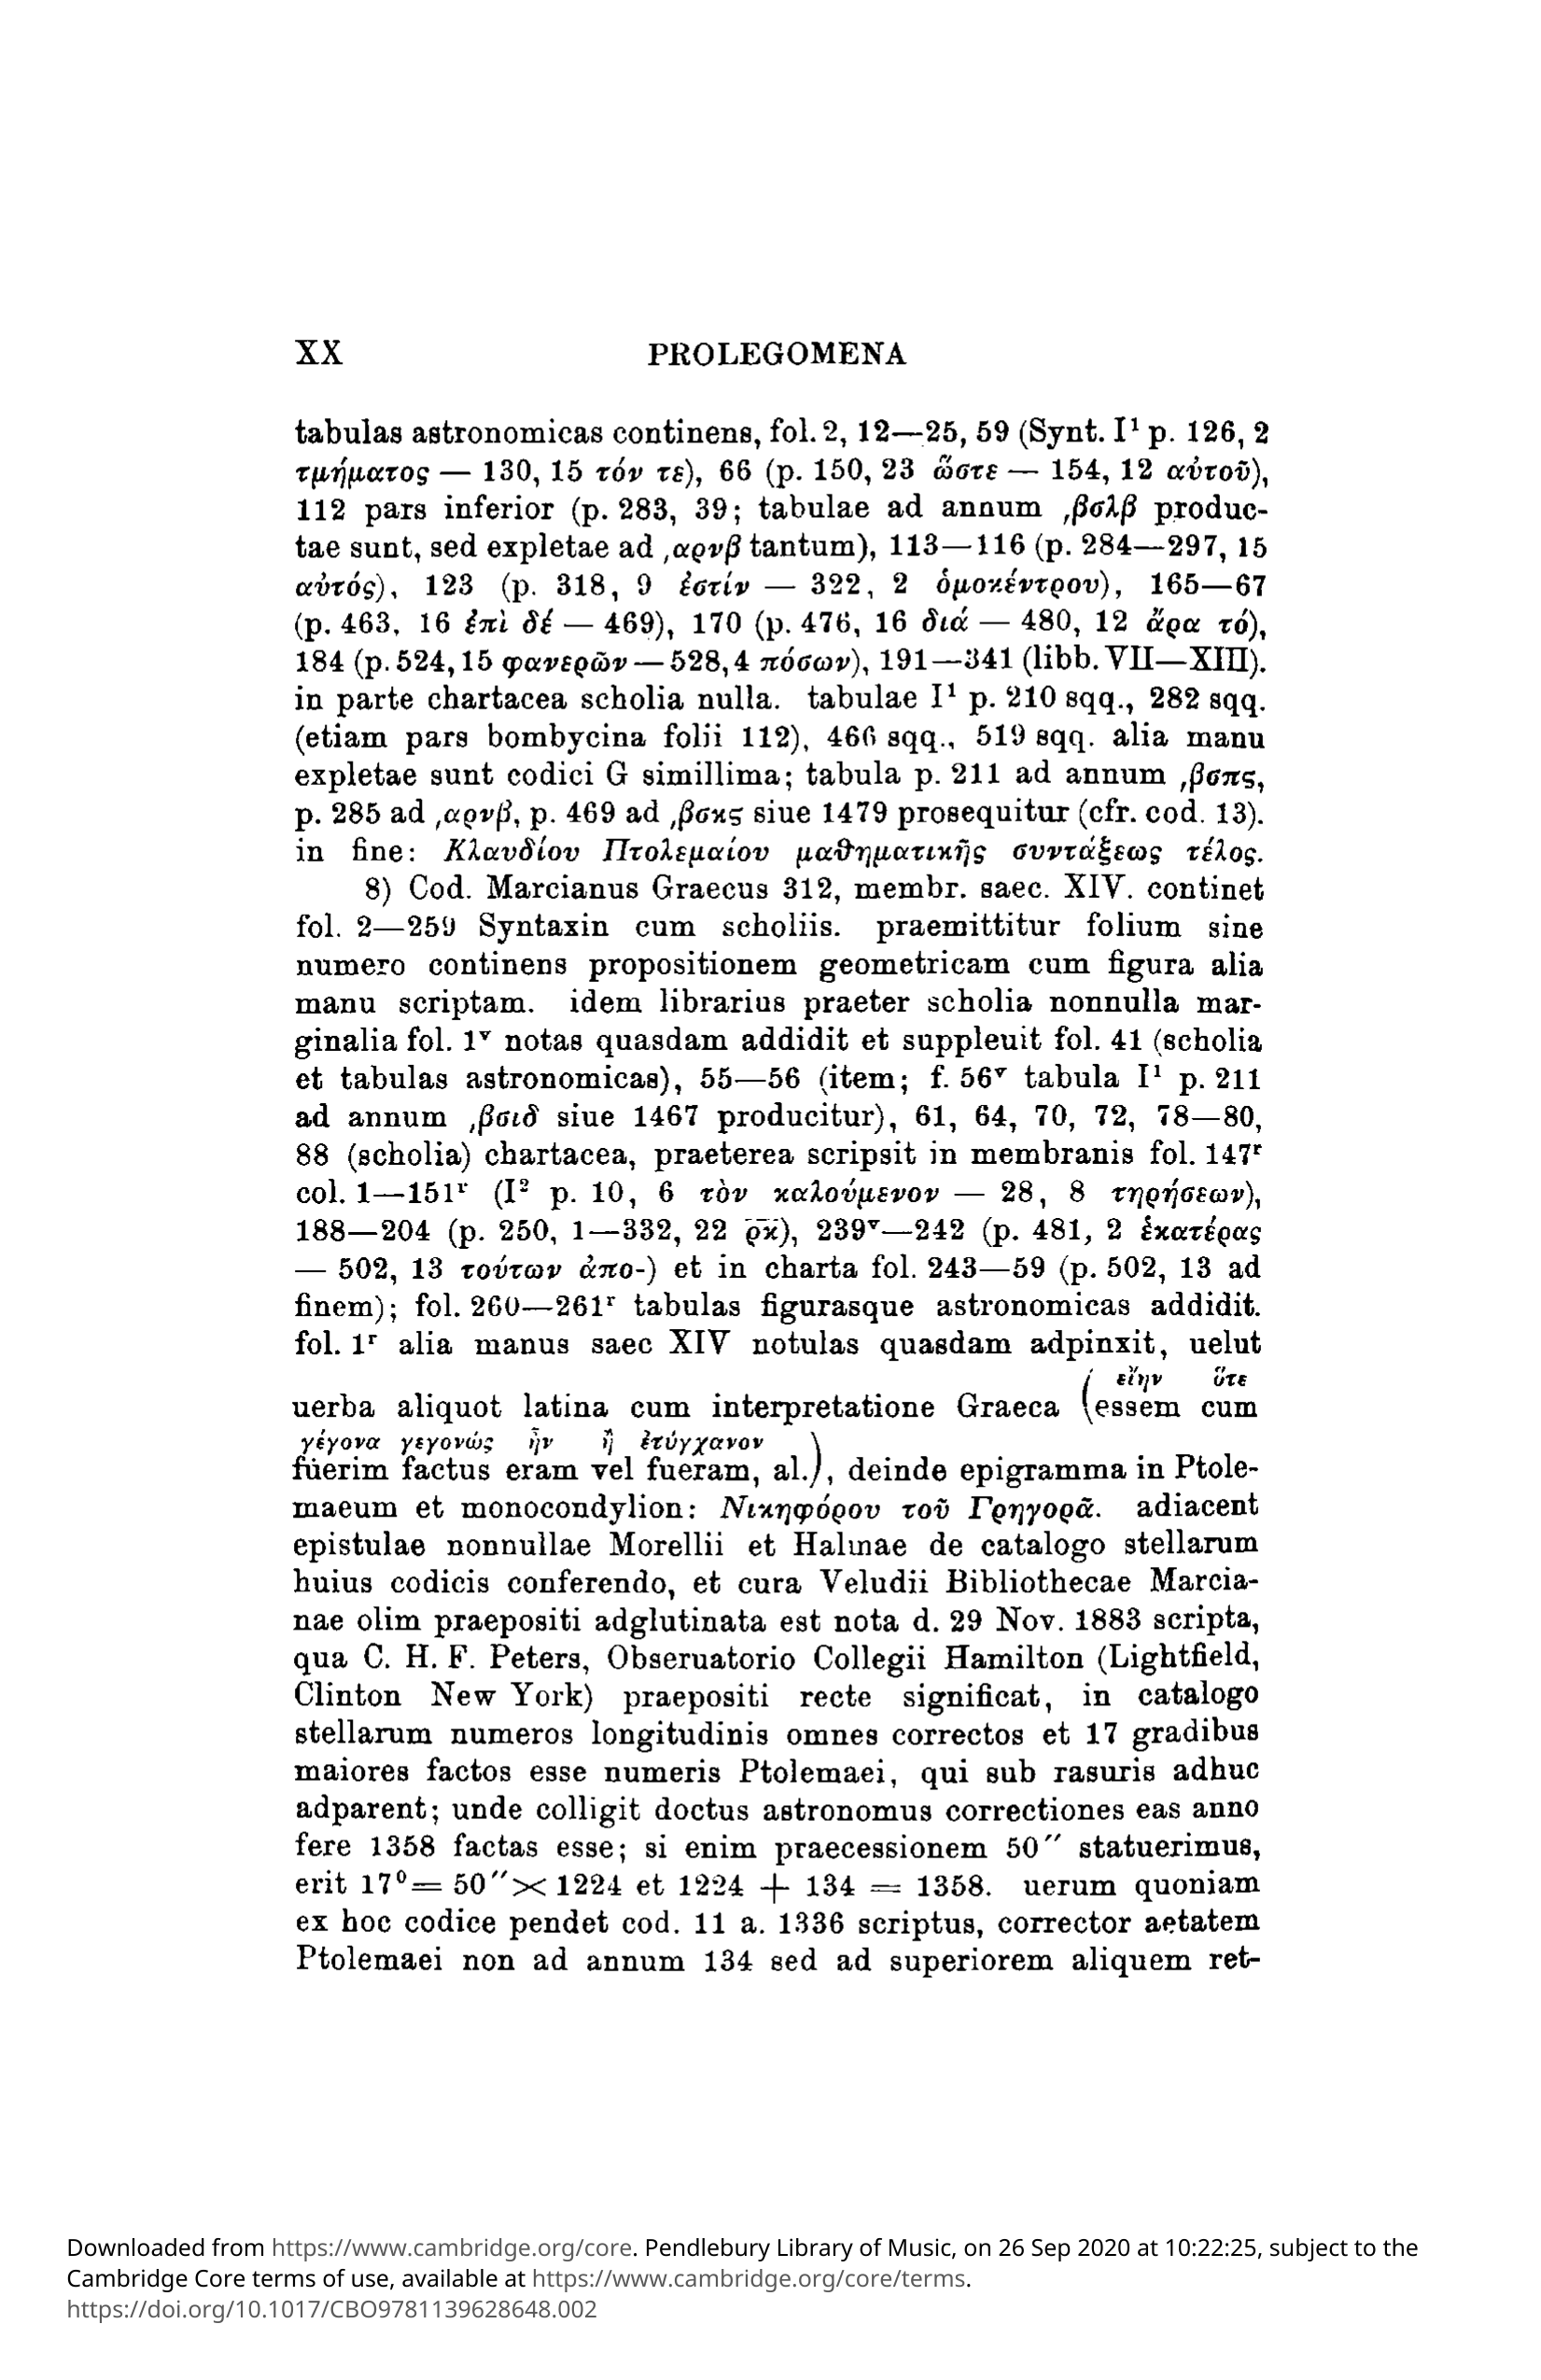 XX PROLEGOMENA
tabulas astronomicas continens, fol. 2, 12—25, 59 (Synt. I¹ p. 126, 2
τμήματος — 130, 15 τόν τε), 66 (p. 150, 23 ὥστε — 154, 12 αὐτοῦ),
112 pars inferior (p. 283, 39; tabulae ad annum ͵βσλβ produc-
tae sunt, sed expletae ad ͵αρνβ tantum), 113—116 (p. 284—297, 15
αὐτός), 123 (p. 318, 9 ἐστίν — 322, 2 ὁμοκέντρου), 165—67
(p. 463, 16 ἐπὶ δέ — 469), 170 (p. 476, 16 διά — 480, 12 ἄρα τό),
184 (p. 524, 15 φανερῶν — 528, 4 πόσων), 191—341 (libb. VII—XIII).
in parte chartacea scholia nulla. tabulae I¹ p. 210 sqq., 282 sqq.
(etiam pars bombycina folii 112), 466 sqq., 519 sqq. alia manu
expletae sunt codici G simillima; tabula p. 211 ad annum ͵βσπς,
p. 285 ad ͵αρνβ, p. 469 ad ͵βσκς siue 1479 prosequitur (cfr. cod. 13).
in fine: Κλαυδίου Πτολεμαίου μαθηματικῆς συντάξεως τέλος.
8) Cod. Marcianus Graecus 312, membr. saec. XIV. continet
fol. 2—259 Syntaxin cum scholiis. praemittitur folium sine
numero continens propositionem geometricam cum figura alia
manu scriptam. idem librarius praeter scholia nonnulla mar-
ginalia fol. 1ᵛ notas quasdam addidit et suppleuit fol. 41 (scholia
et tabulas astronomicas), 55—56 (item; f. 56ᵛ tabula I¹ p. 211
ad annum ͵βσιδ siue 1467 producitur), 61, 64, 70, 72, 78—80,
88 (scholia) chartacea, praeterea scripsit in membranis fol. 147ʳ
col. 1—151ʳ (I² p. 10, 6 τὸν καλούμενον — 28, 8 τηρήσεων),
188—204 (p. 250, 1—332, 22 ρ̅κ̅), 239ᵛ—242 (p. 481, 2 ἑκατέρας
— 502, 13 τούτων ἀπο-) et in charta fol. 243—59 (p. 502, 13 ad
finem); fol. 260—261ʳ tabulas figurasque astronomicas addidit.
fol. 1ʳ alia manus saec XIV notulas quasdam adpinxit, uelut
εἴην ὅτε
uerba aliquot latina cum interpretatione Graeca (essem cum
γέγονα γεγονώς ἦν ἢ ἐτύγχανον
fuerim factus eram vel fueram, al.), deinde epigramma in Ptole-
maeum et monocondylion: Νικηφόρου τοῦ Γρηγορᾶ. adiacent
epistulae nonnullae Morellii et Halmae de catalogo stellarum
huius codicis conferendo, et cura Veludii Bibliothecae Marcia-
nae olim praepositi adglutinata est nota d. 29 Nov. 1883 scripta,
qua C. H. F. Peters, Obseruatorio Collegii Hamilton (Lightfield,
Clinton New York) praepositi recte significat, in catalogo
stellarum numeros longitudinis omnes correctos et 17 gradibus
maiores factos esse numeris Ptolemaei, qui sub rasuris adhuc
adparent; unde colligit doctus astronomus correctiones eas anno
fere 1358 factas esse; si enim praecessionem 50″ statuerimus,
erit 17⁰ = 50″ × 1224 et 1224 + 134 = 1358. uerum quoniam
ex hoc codice pendet cod. 11 a. 1336 scriptus, corrector aetatem
Ptolemaei non ad annum 134 sed ad superiorem aliquem ret-
Downloaded from https://www.cambridge.org/core. Pendlebury Library of Music, on 26 Sep 2020 at 10:22:25, subject to the
Cambridge Core terms of use, available at https://www.cambridge.org/core/terms.
https://doi.org/10.1017/CBO9781139628648.002